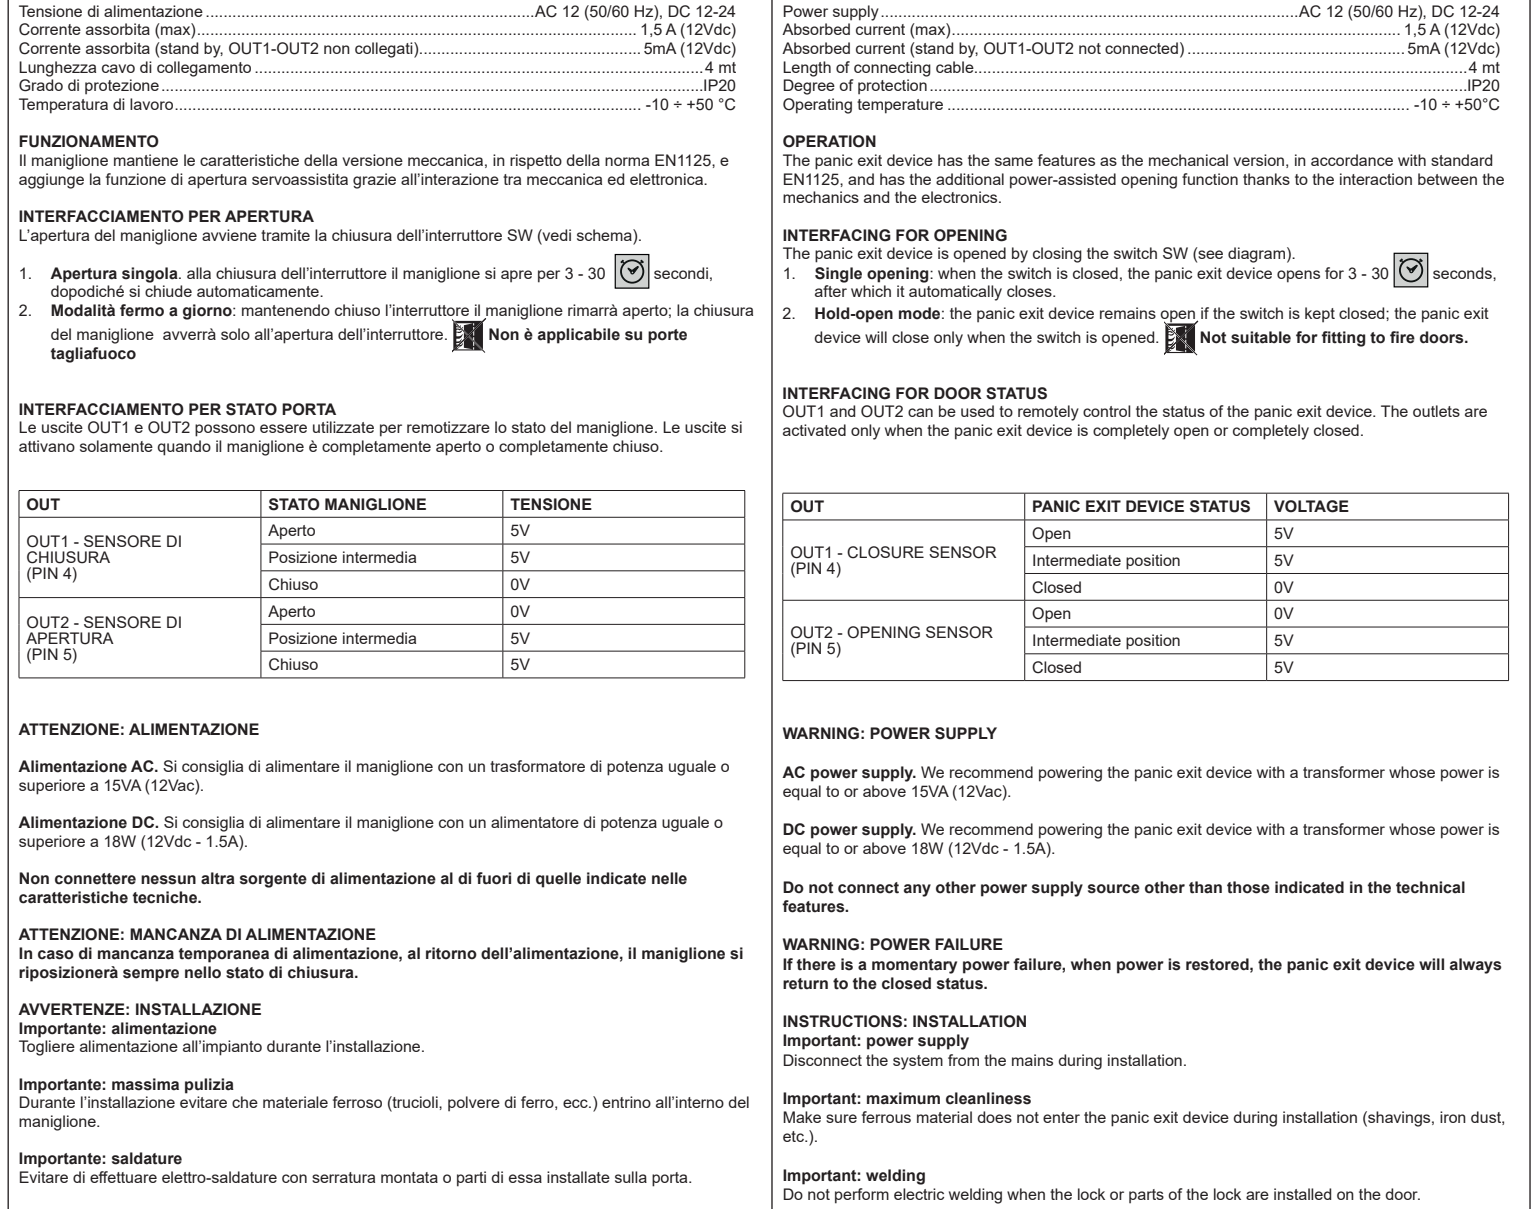 Tensione di alimentazione ..........AC 12 (50/60 Hz), DC 12-24
Corrente assorbita (max)..........1,5 A (12Vdc)
Corrente assorbita (stand by, OUT1-OUT2 non collegati)..........5mA (12Vdc)
Lunghezza cavo di collegamento ..........4 mt
Grado di protezione ..........IP20
Temperatura di lavoro.......... -10 ÷ +50 °C
FUNZIONAMENTO
Il maniglione mantiene le caratteristiche della versione meccanica, in rispetto della norma EN1125, e
aggiunge la funzione di apertura servoassistita grazie all'interazione tra meccanica ed elettronica.
INTERFACCIAMENTO PER APERTURA
L'apertura del maniglione avviene tramite la chiusura dell'interruttore SW (vedi schema).
1. Apertura singola. alla chiusura dell'interruttore il maniglione si apre per 3 - 30 secondi,
dopodiché si chiude automaticamente.
2. Modalità fermo a giorno: mantenendo chiuso l'interruttore il maniglione rimarrà aperto; la chiusura
del maniglione avverrà solo all'apertura dell'interruttore. Non è applicabile su porte
tagliafuoco
INTERFACCIAMENTO PER STATO PORTA
Le uscite OUT1 e OUT2 possono essere utilizzate per remotizzare lo stato del maniglione. Le uscite si
attivano solamente quando il maniglione è completamente aperto o completamente chiuso.
OUT STATO MANIGLIONE TENSIONE
OUT1 - SENSORE DI
CHIUSURA
(PIN 4)
Aperto 5V
Posizione intermedia 5V
Chiuso 0V
OUT2 - SENSORE DI
APERTURA
(PIN 5)
Aperto 0V
Posizione intermedia 5V
Chiuso 5V
ATTENZIONE: ALIMENTAZIONE
Alimentazione AC. Si consiglia di alimentare il maniglione con un trasformatore di potenza uguale o
superiore a 15VA (12Vac).
Alimentazione DC. Si consiglia di alimentare il maniglione con un alimentatore di potenza uguale o
superiore a 18W (12Vdc - 1.5A).
Non connettere nessun altra sorgente di alimentazione al di fuori di quelle indicate nelle
caratteristiche tecniche.
ATTENZIONE: MANCANZA DI ALIMENTAZIONE
In caso di mancanza temporanea di alimentazione, al ritorno dell'alimentazione, il maniglione si
riposizionerà sempre nello stato di chiusura.
AVVERTENZE: INSTALLAZIONE
Importante: alimentazione
Togliere alimentazione all'impianto durante l'installazione.
Importante: massima pulizia
Durante l'installazione evitare che materiale ferroso (trucioli, polvere di ferro, ecc.) entrino all'interno del
maniglione.
Importante: saldature
Evitare di effettuare elettro-saldature con serratura montata o parti di essa installate sulla porta.
Power supply..........AC 12 (50/60 Hz), DC 12-24
Absorbed current (max)..........1,5 A (12Vdc)
Absorbed current (stand by, OUT1-OUT2 not connected)..........5mA (12Vdc)
Length of connecting cable..........4 mt
Degree of protection..........IP20
Operating temperature .......... -10 ÷ +50°C
OPERATION
The panic exit device has the same features as the mechanical version, in accordance with standard
EN1125, and has the additional power-assisted opening function thanks to the interaction between the
mechanics and the electronics.
INTERFACING FOR OPENING
The panic exit device is opened by closing the switch SW (see diagram).
1. Single opening: when the switch is closed, the panic exit device opens for 3 - 30 seconds,
after which it automatically closes.
2. Hold-open mode: the panic exit device remains open if the switch is kept closed; the panic exit
device will close only when the switch is opened. Not suitable for fitting to fire doors.
INTERFACING FOR DOOR STATUS
OUT1 and OUT2 can be used to remotely control the status of the panic exit device. The outlets are
activated only when the panic exit device is completely open or completely closed.
OUT PANIC EXIT DEVICE STATUS VOLTAGE
OUT1 - CLOSURE SENSOR
(PIN 4)
Open 5V
Intermediate position 5V
Closed 0V
OUT2 - OPENING SENSOR
(PIN 5)
Open 0V
Intermediate position 5V
Closed 5V
WARNING: POWER SUPPLY
AC power supply. We recommend powering the panic exit device with a transformer whose power is
equal to or above 15VA (12Vac).
DC power supply. We recommend powering the panic exit device with a transformer whose power is
equal to or above 18W (12Vdc - 1.5A).
Do not connect any other power supply source other than those indicated in the technical
features.
WARNING: POWER FAILURE
If there is a momentary power failure, when power is restored, the panic exit device will always
return to the closed status.
INSTRUCTIONS: INSTALLATION
Important: power supply
Disconnect the system from the mains during installation.
Important: maximum cleanliness
Make sure ferrous material does not enter the panic exit device during installation (shavings, iron dust,
etc.).
Important: welding
Do not perform electric welding when the lock or parts of the lock are installed on the door.